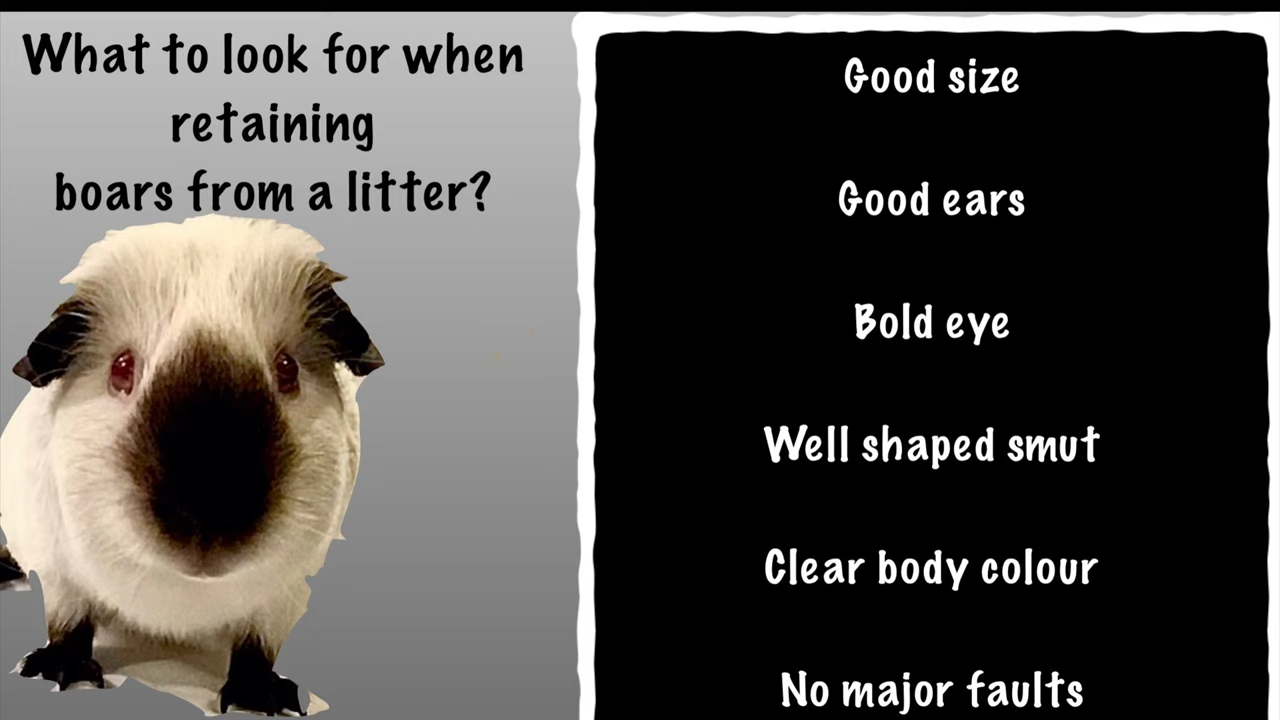 What to look for when
retaining
boars from a litter?
Good size
Good ears
Bold eye
Well shaped smut
Clear body colour
No major faults